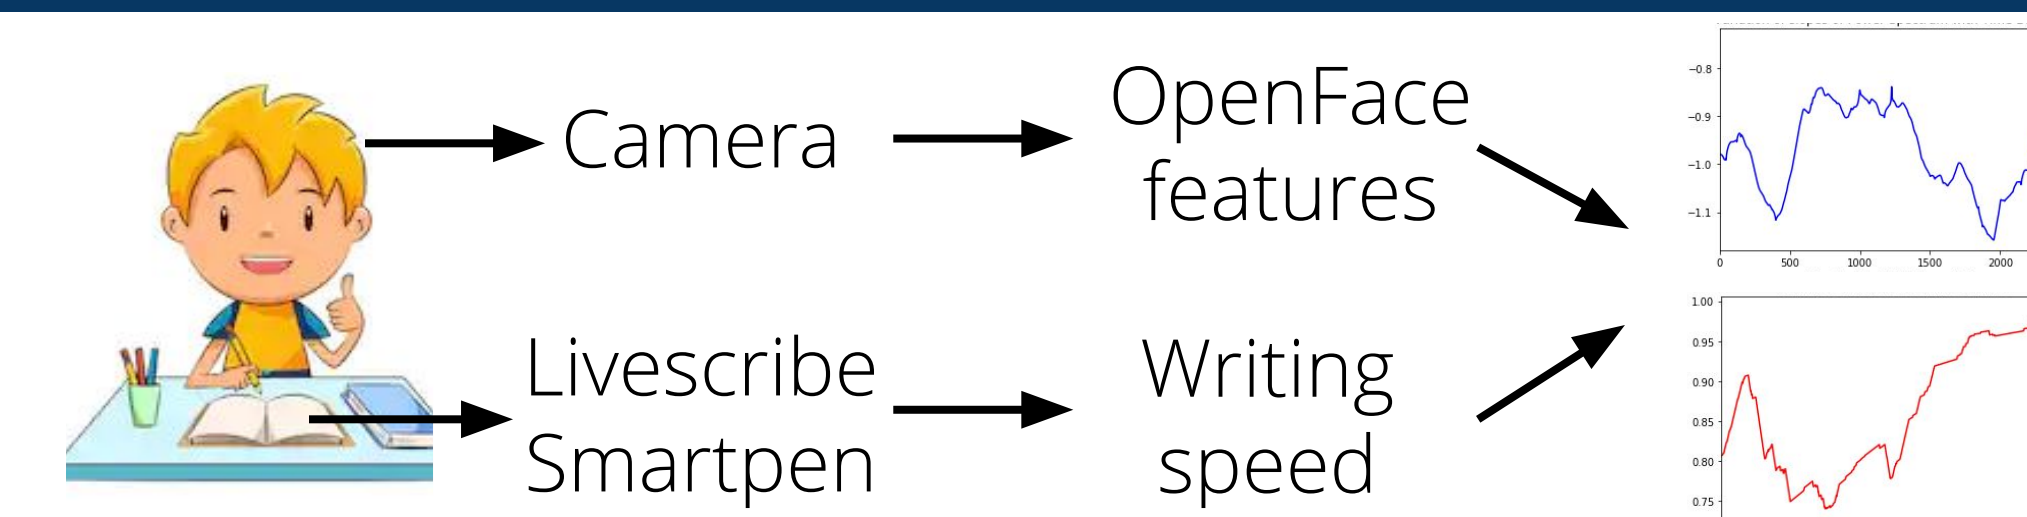 Camera
OpenFace
features
Livescribe
Smartpen
Writing
speed
−0.8
−0.9
−1.0
−1.1
0 500 1000 1500 2000
1.00
0.95
0.90
0.85
0.80
0.75